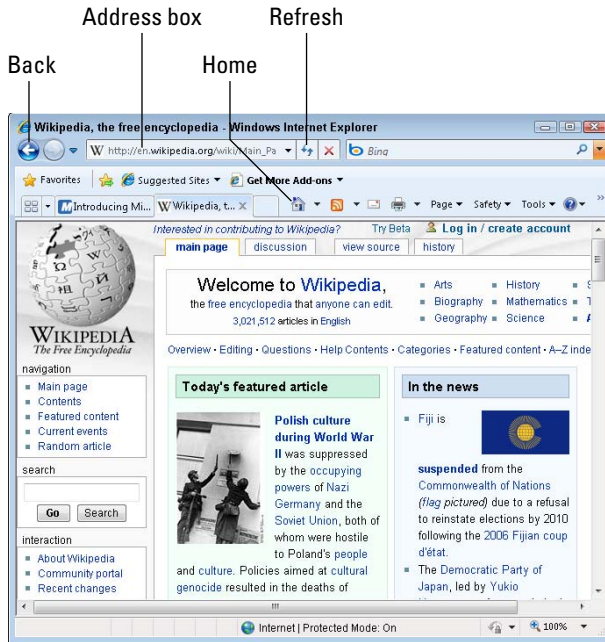 Address box
Refresh
Back
Home
Wikipedia, the free encyclopedia - Windows Internet Explorer
W http://en.wikipedia.org/wiki/Main_Pa
Bing
Favorites
Suggested Sites
Get More Add-ons
Introducing Mi...
W Wikipedia, t...
Page
Safety
Tools
Interested in contributing to Wikipedia?
Try Beta
Log in / create account
main page
discussion
view source
history
WIKIPEDIA
The Free Encyclopedia
navigation
Main page
Contents
Featured content
Current events
Random article
search
Go
Search
interaction
About Wikipedia
Community portal
Recent changes
Welcome to Wikipedia,
the free encyclopedia that anyone can edit.
3,021,512 articles in English
Arts
History
Biography
Mathematics
Geography
Science
Overview · Editing · Questions · Help Contents · Categories · Featured content · A–Z inde
Today's featured article
Polish culture
during World War
II was suppressed
by the occupying
powers of Nazi
Germany and the
Soviet Union, both of
whom were hostile
to Poland's people
and culture. Policies aimed at cultural
genocide resulted in the deaths of
In the news
Fiji is
suspended from the
Commonwealth of Nations
(flag pictured) due to a refusal
to reinstate elections by 2010
following the 2006 Fijian coup
d'état.
The Democratic Party of
Japan, led by Yukio
Internet | Protected Mode: On
100%